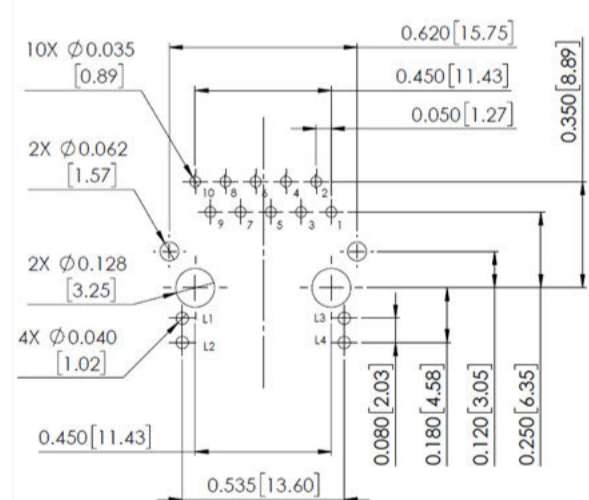 0.620[15.75]
10X Ø0.035
[0.89]
0.450[11.43]
0.050[1.27]
0.350[8.89]
2X Ø0.062
[1.57]
10 8 6 4 2
9 7 5 3 1
2X Ø0.128
[3.25]
4X Ø0.040
[1.02]
L1 L3
L2 L4
0.080[2.03]
0.180[4.58]
0.120[3.05]
0.250[6.35]
0.450[11.43]
0.535[13.60]